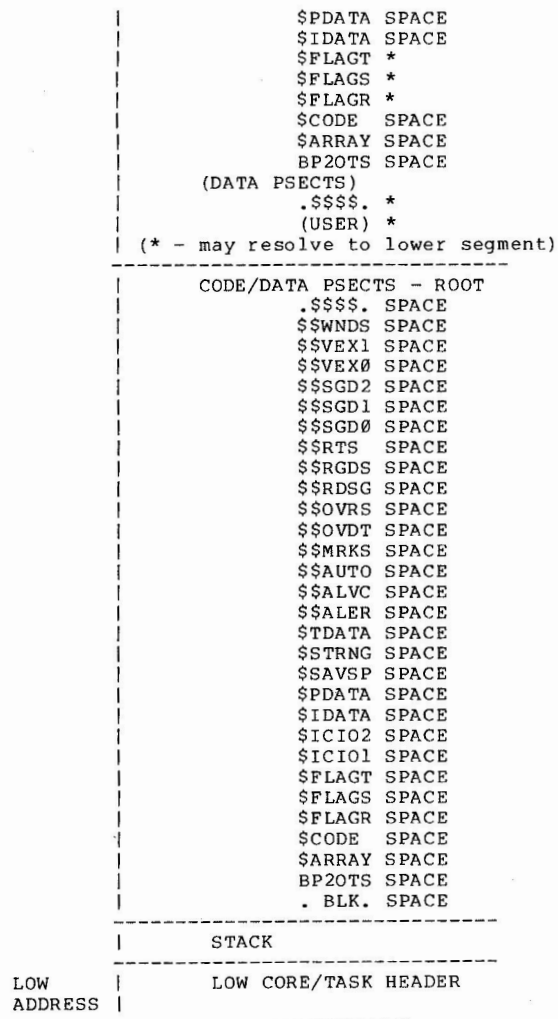 | $PDATA SPACE
| $IDATA SPACE
| $FLAGT *
| $FLAGS *
| $FLAGR *
| $CODE SPACE
| $ARRAY SPACE
| BP2OTS SPACE
| (DATA PSECTS)
| .$$$$. *
| (USER) *
| (* - may resolve to lower segment)
--------------------------------
| CODE/DATA PSECTS - ROOT
| .$$$$. SPACE
| $$WNDS SPACE
| $$VEX1 SPACE
| $$VEXØ SPACE
| $$SGD2 SPACE
| $$SGD1 SPACE
| $$SGDØ SPACE
| $$RTS SPACE
| $$RGDS SPACE
| $$RDSG SPACE
| $$OVRS SPACE
| $$OVDT SPACE
| $$MRKS SPACE
| $$AUTO SPACE
| $$ALVC SPACE
| $$ALER SPACE
| $TDATA SPACE
| $STRNG SPACE
| $SAVSP SPACE
| $PDATA SPACE
| $IDATA SPACE
| $ICIO2 SPACE
| $ICIO1 SPACE
| $FLAGT SPACE
| $FLAGS SPACE
| $FLAGR SPACE
| $CODE SPACE
| $ARRAY SPACE
| BP2OTS SPACE
| . BLK. SPACE
-------------------------------
| STACK
-------------------------------
LOW | LOW CORE/TASK HEADER
ADDRESS |